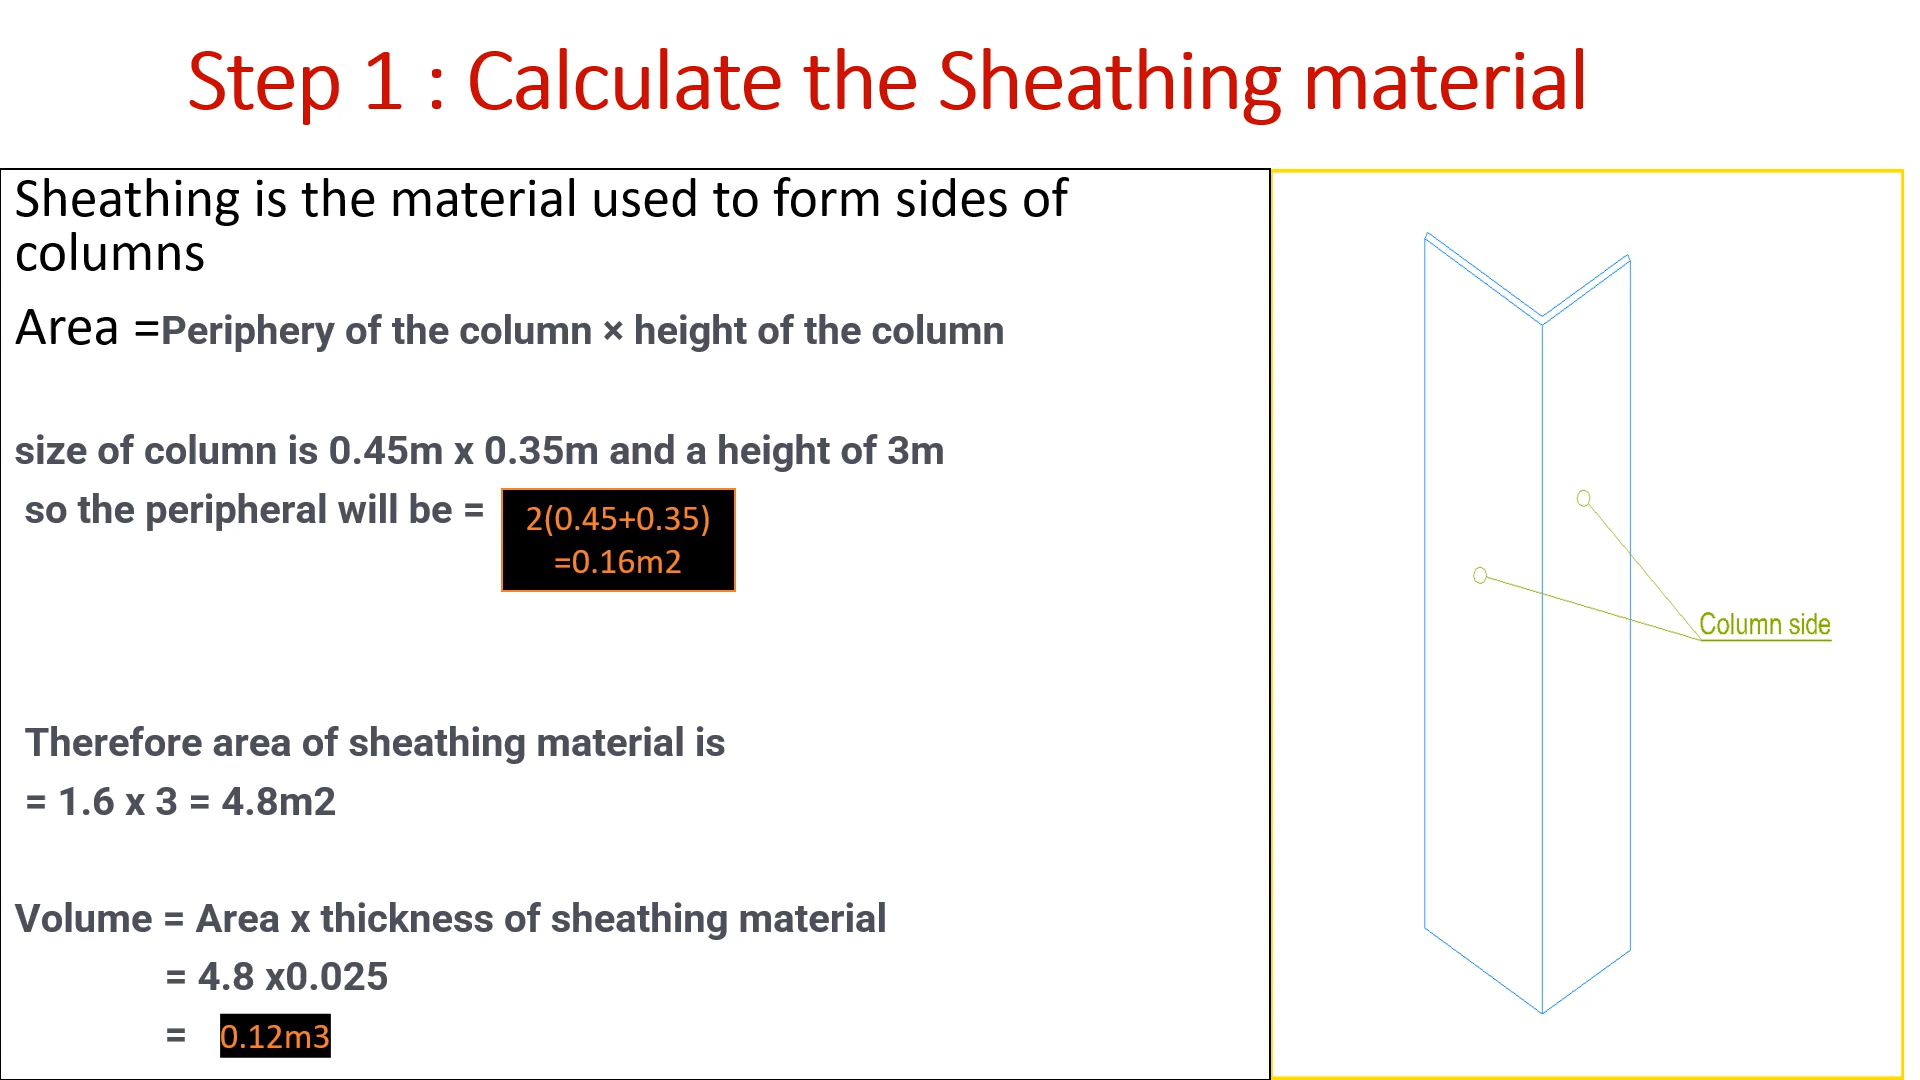 Step 1 : Calculate the Sheathing material
Sheathing is the material used to form sides of
columns
Area =Periphery of the column × height of the column
size of column is 0.45m x 0.35m and a height of 3m
so the peripheral will be =
2(0.45+0.35)
=0.16m2
Therefore area of sheathing material is
= 1.6 x 3 = 4.8m2
Volume = Area x thickness of sheathing material
= 4.8 x0.025
= 0.12m3
Column side